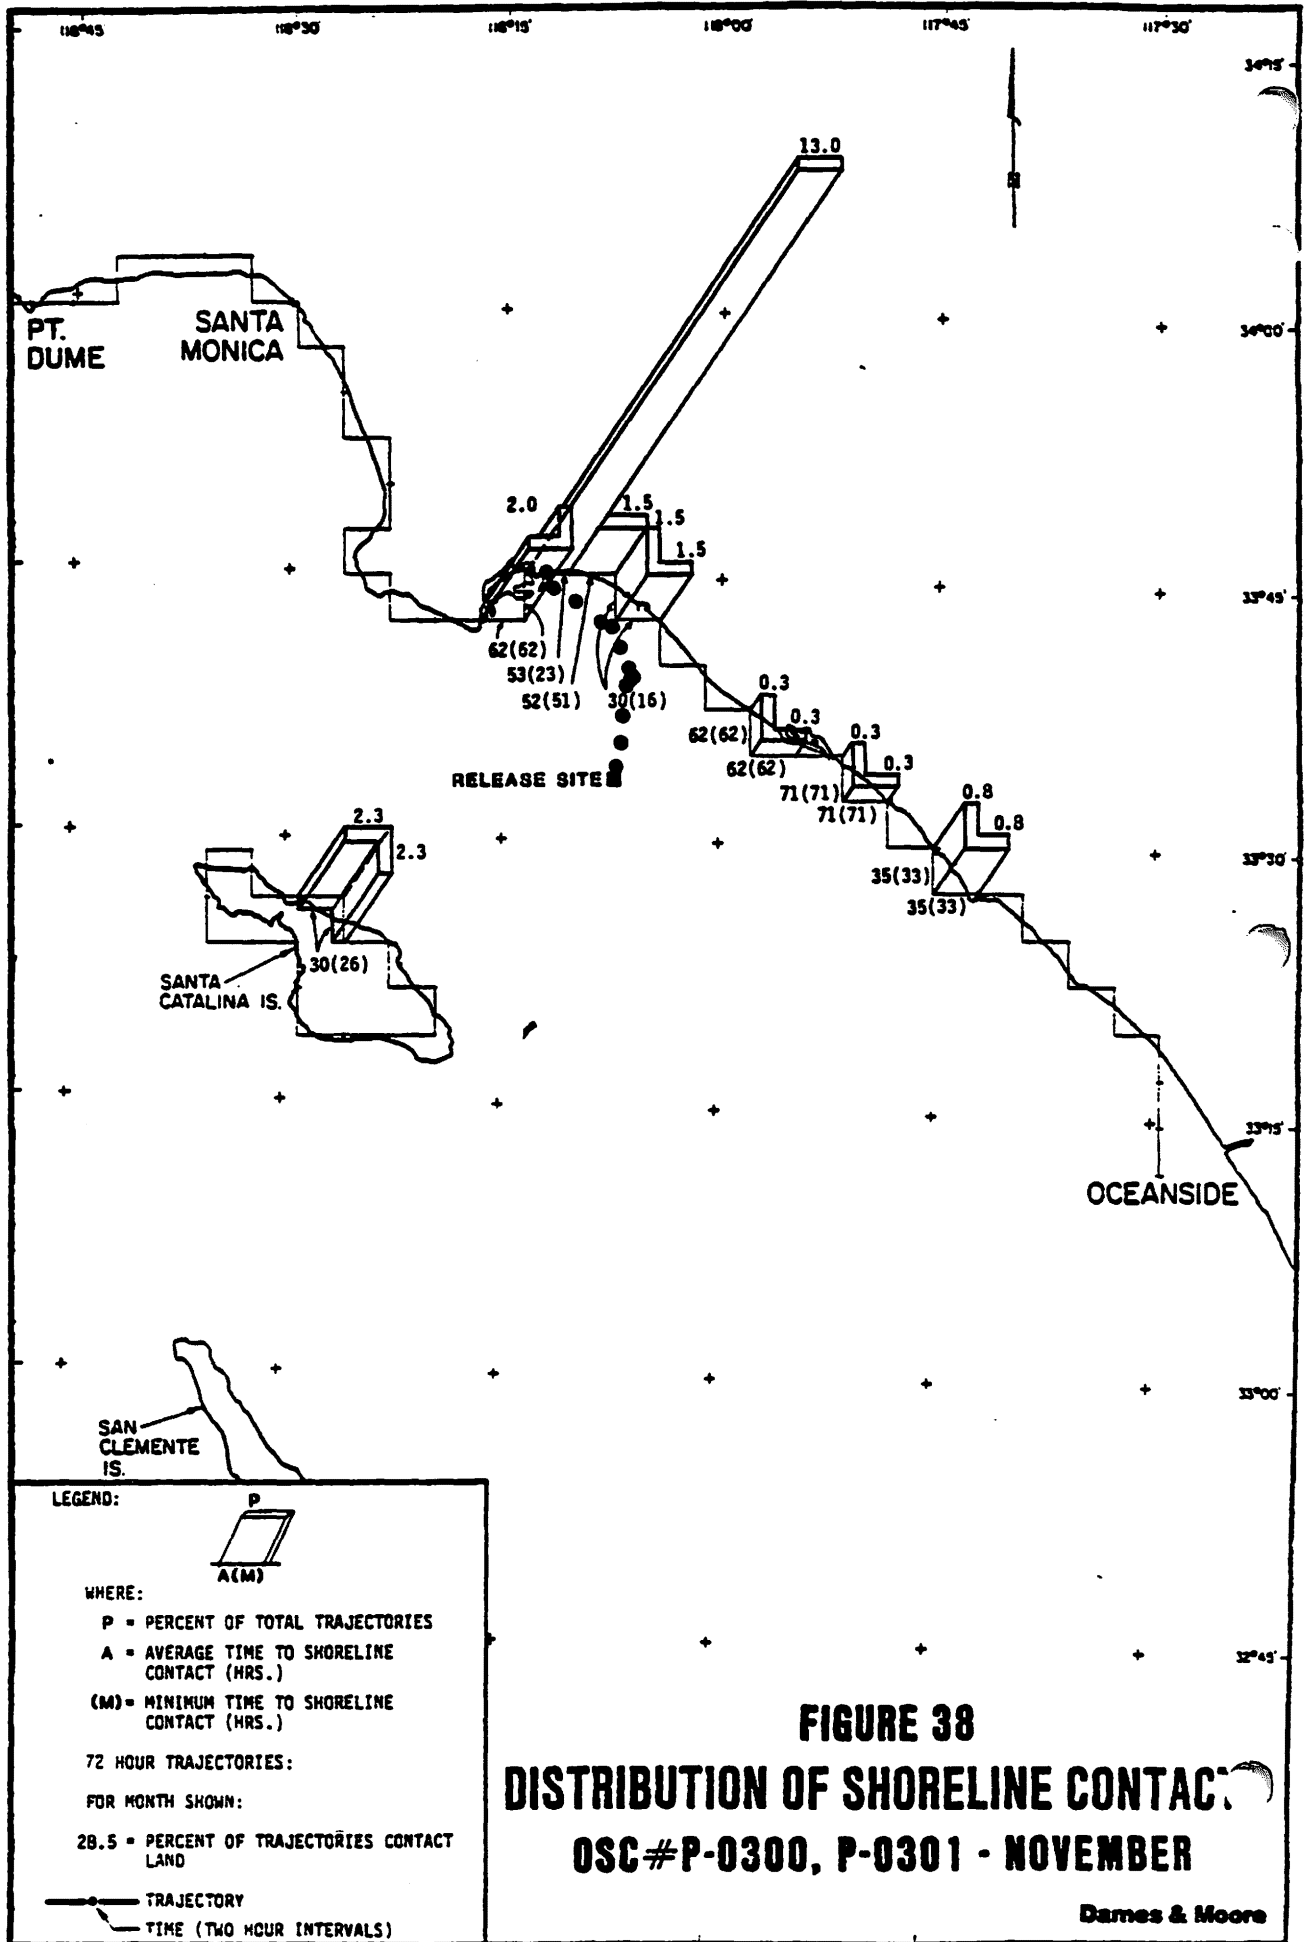 118°45'
118°30'
118°15'
118°00'
117°45'
117°30'
34°15'
13.0
N
PT.
DUME
SANTA
MONICA
34°00'
2.0
1.5
1.5
1.5
33°45'
62(62)
53(23)
52(51)
30(16)
0.3
0.3
0.3
0.3
62(62)
62(62)
71(71)
71(71)
RELEASE SITE
0.8
0.8
2.3
2.3
33°30'
35(33)
35(33)
30(26)
SANTA
CATALINA IS.
33°15'
OCEANSIDE
33°00'
SAN
CLEMENTE
IS.
LEGEND:
P
A(M)
WHERE:
P = PERCENT OF TOTAL TRAJECTORIES
A = AVERAGE TIME TO SHORELINE
CONTACT (HRS.)
(M)= MINIMUM TIME TO SHORELINE
CONTACT (HRS.)
72 HOUR TRAJECTORIES:
FOR MONTH SHOWN:
28.5 = PERCENT OF TRAJECTORIES CONTACT
LAND
TRAJECTORY
TIME (TWO HOUR INTERVALS)
32°45'
FIGURE 38
DISTRIBUTION OF SHORELINE CONTACT
OSC#P-0300, P-0301 - NOVEMBER
Dames & Moore